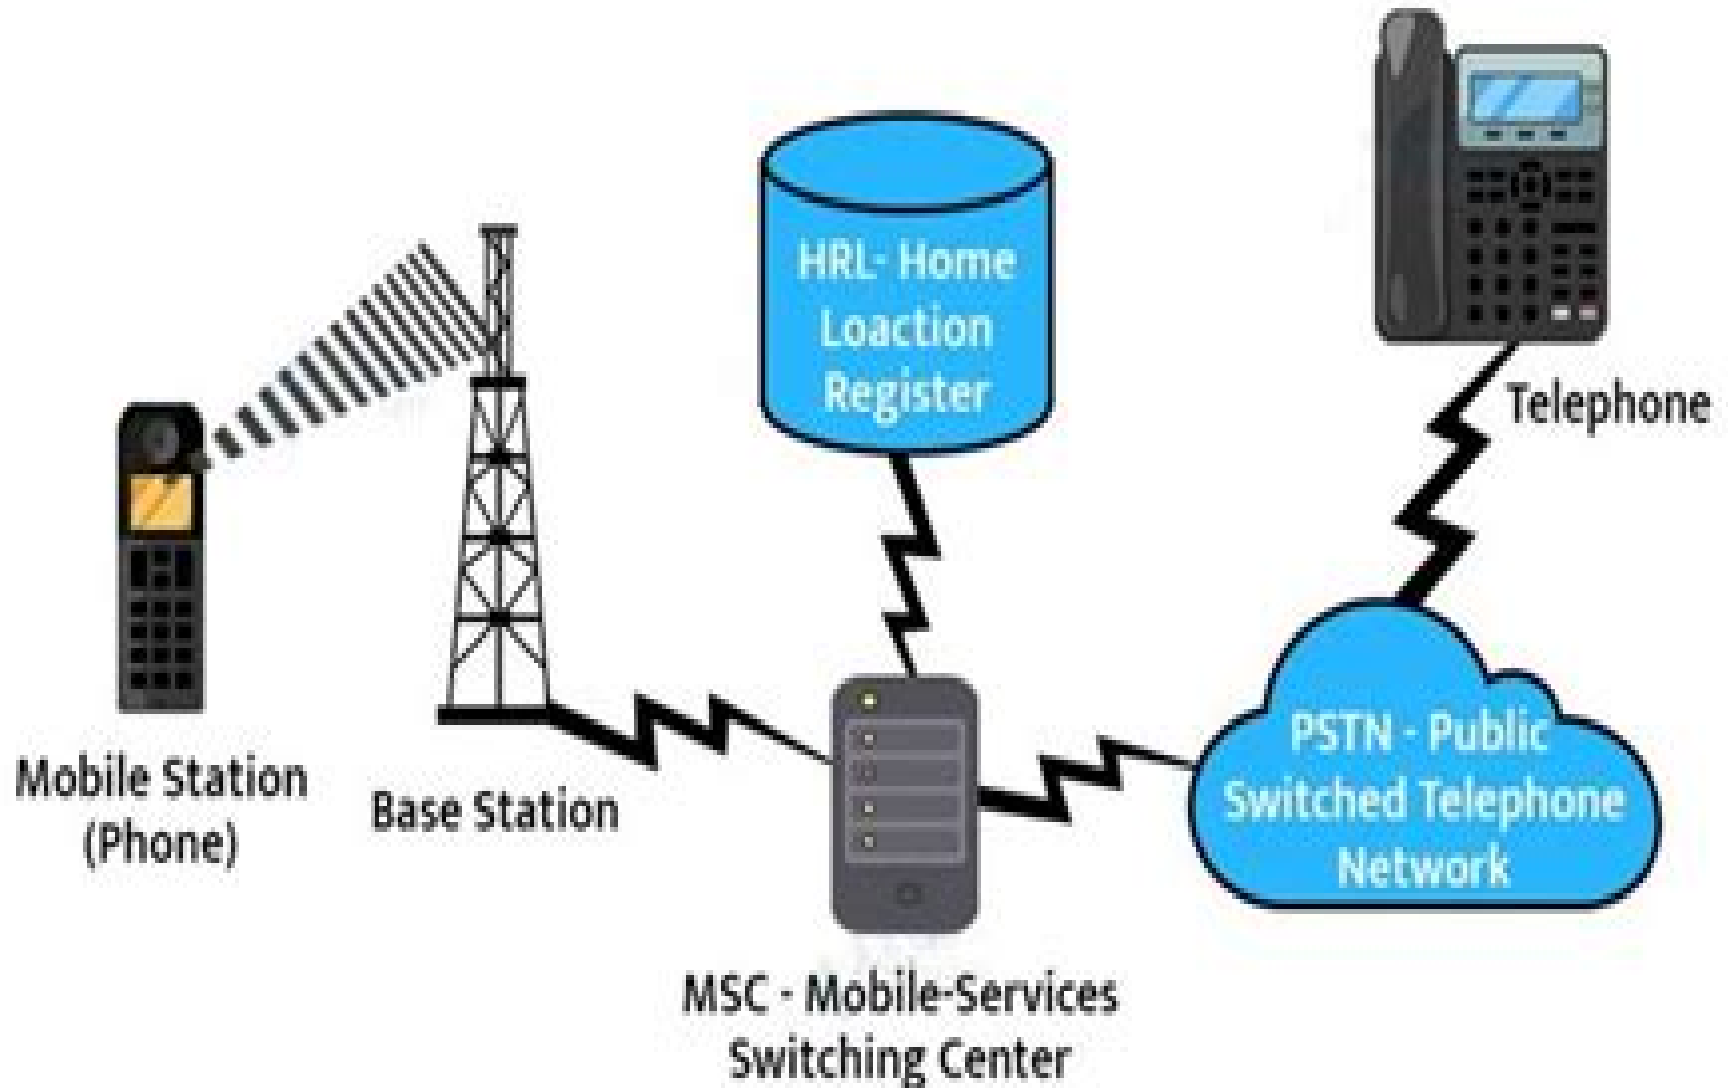 HRL- Home
Loaction
Register
Telephone
Mobile Station
(Phone)
Base Station
PSTN - Public
Switched Telephone
Network
MSC - Mobile-Services
Switching Center